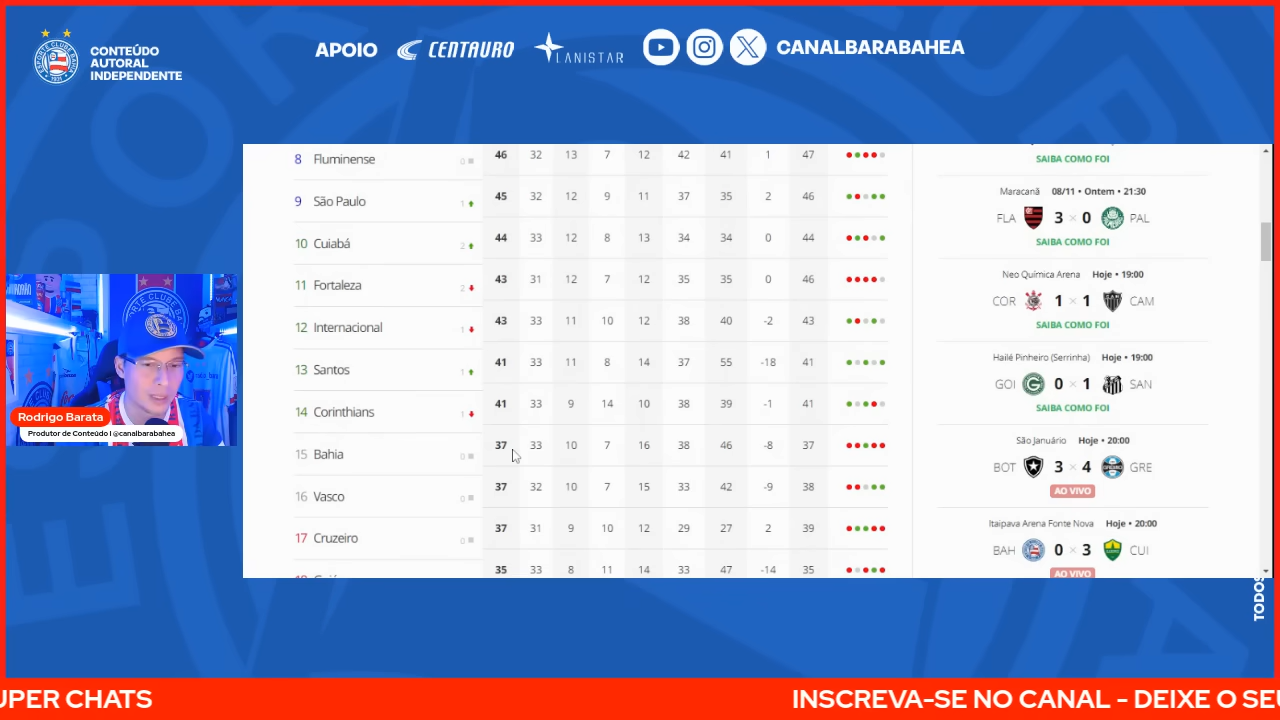 CONTEÚDO
AUTORAL
INDEPENDENTE
APOIO CENTAURO LANISTAR CANALBARABAHEA
8 Fluminense 0 46 32 13 7 12 42 41 1 47
9 São Paulo 1 45 32 12 9 11 37 35 2 46
10 Cuiabá 2 44 33 12 8 13 34 34 0 44
11 Fortaleza 2 43 31 12 7 12 35 35 0 46
12 Internacional 1 43 33 11 10 12 38 40 -2 43
13 Santos 1 41 33 11 8 14 37 55 -18 41
14 Corinthians 1 41 33 9 14 10 38 39 -1 41
15 Bahia 0 37 33 10 7 16 38 46 -8 37
16 Vasco 0 37 32 10 7 15 33 42 -9 38
17 Cruzeiro 0 37 31 9 10 12 29 27 2 39
35 33 8 11 14 33 47 -14 35
SAIBA COMO FOI
Maracanã 08/11 • Ontem • 21:30
FLA 3 × 0 PAL
SAIBA COMO FOI
Neo Química Arena Hoje • 19:00
COR 1 × 1 CAM
SAIBA COMO FOI
Hailé Pinheiro (Serrinha) Hoje • 19:00
GOI 0 × 1 SAN
SAIBA COMO FOI
São Januário Hoje • 20:00
BOT 3 × 4 GRE
AO VIVO
Itaipava Arena Fonte Nova Hoje • 20:00
BAH 0 × 3 CUI
AO VIVO
Rodrigo Barata
Produtor de Conteúdo | @canalbarabahea
TODOS
UPER CHATS INSCREVA-SE NO CANAL - DEIXE O SEU